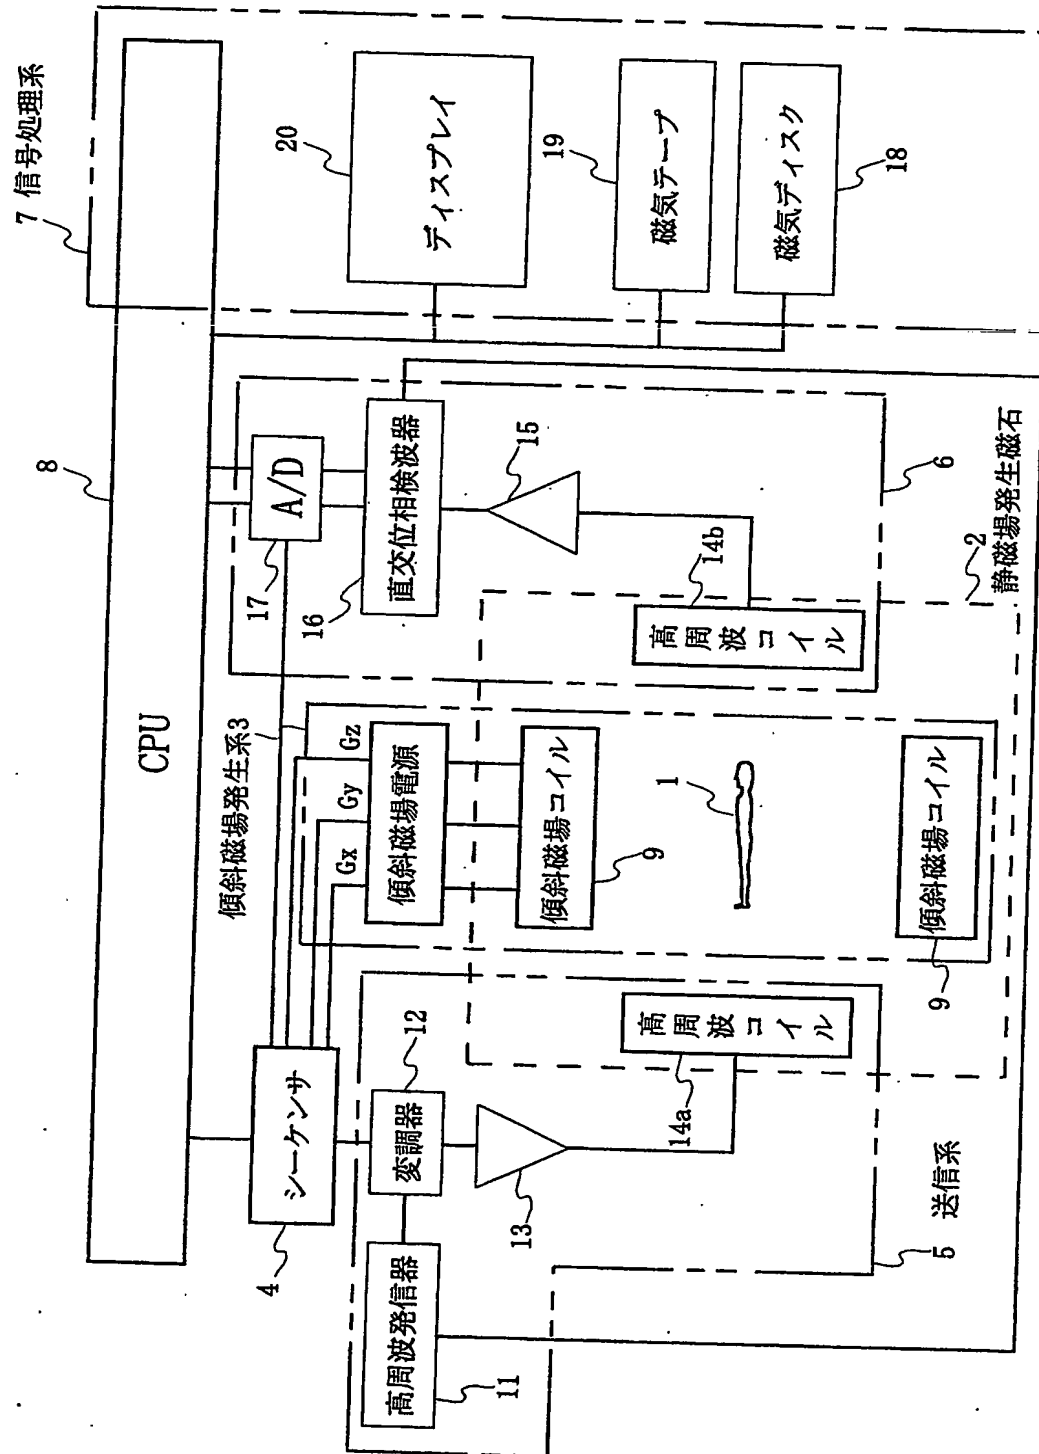 7 信号処理系
8
CPU
20
ディスプレイ
19
磁気テープ
18
磁気ディスク
A/D
17
直交位相検波器
16
15
6
14b
高周波コイル
静磁場発生磁石
2
傾斜磁場発生系3
Gx
Gy
Gz
傾斜磁場電源
傾斜磁場コイル
9
1
傾斜磁場コイル
9
シーケンサ
4
12
変調器
13
高周波コイル
14a
高周波発信器
11
5 送信系